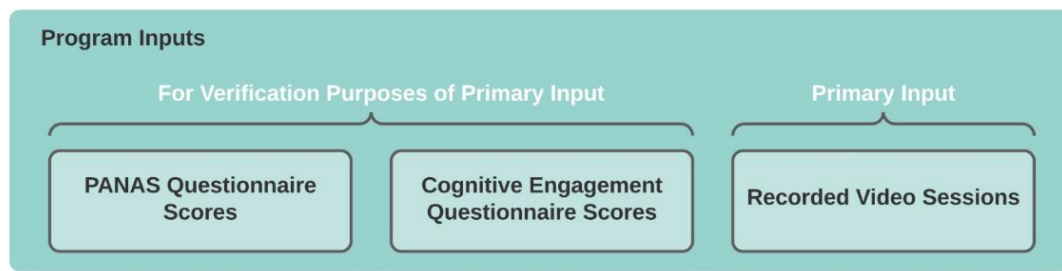 Program Inputs
For Verification Purposes of Primary Input
Primary Input
PANAS Questionnaire
Scores
Cognitive Engagement
Questionnaire Scores
Recorded Video Sessions